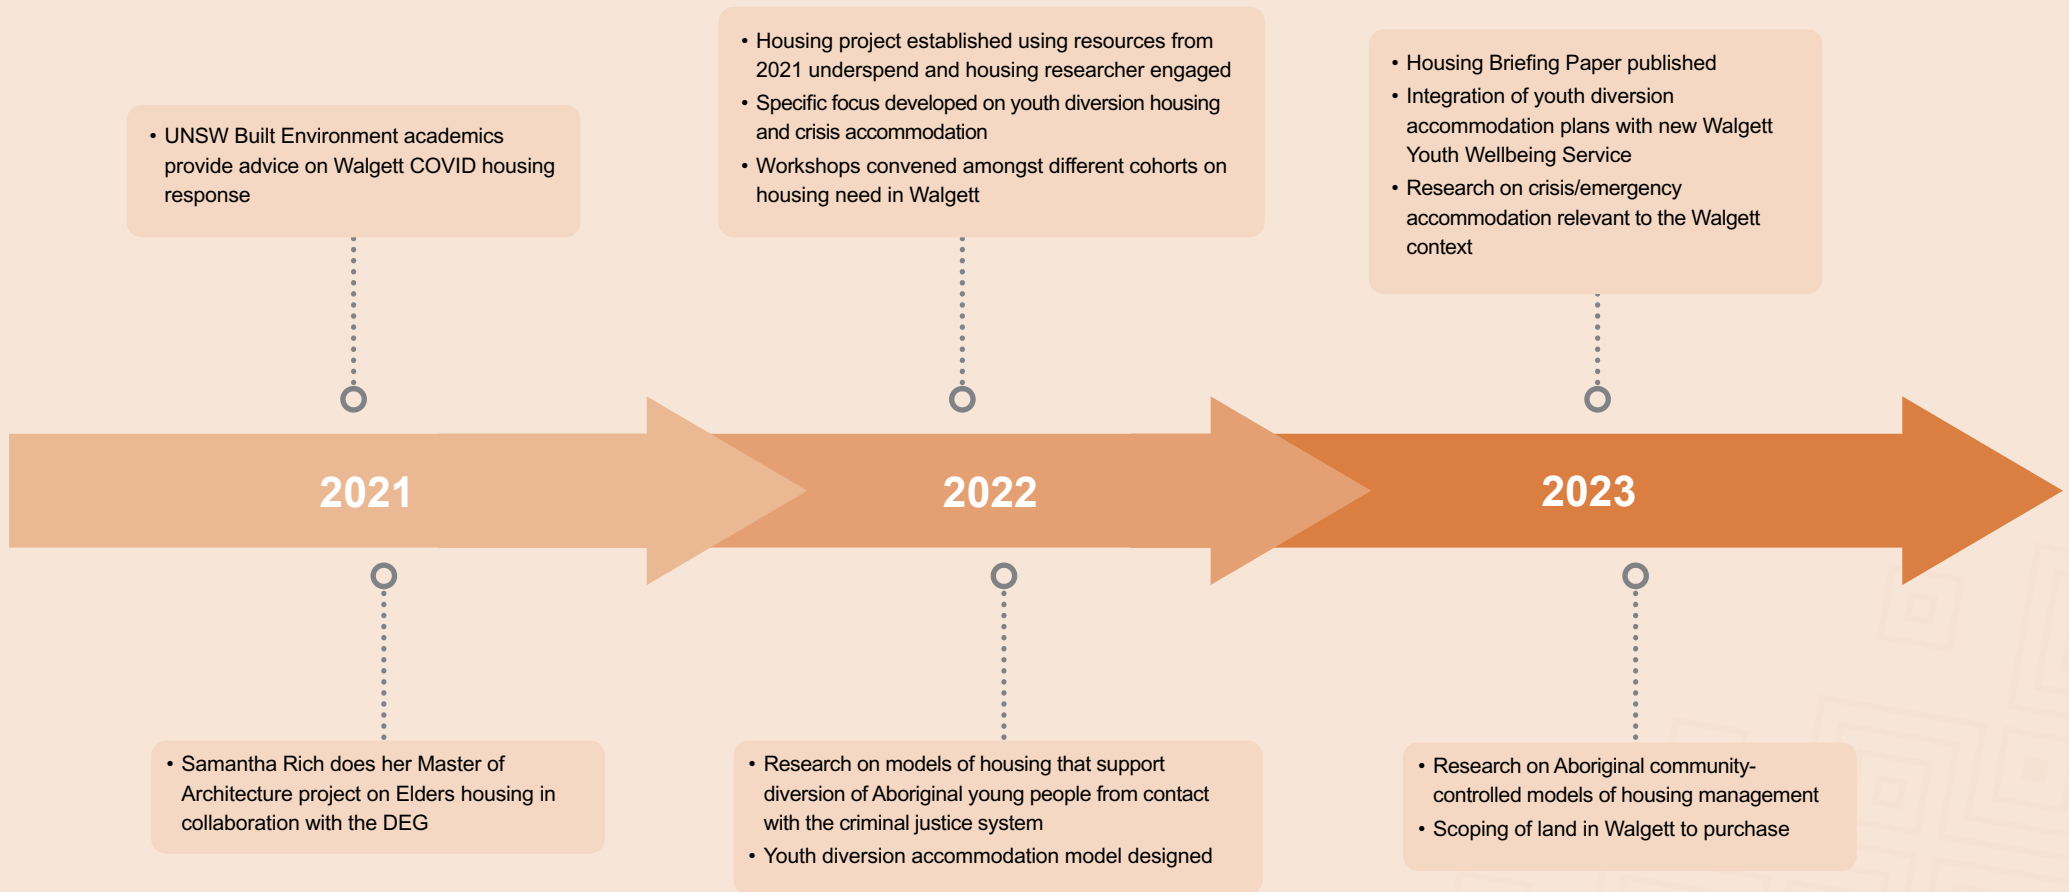 • UNSW Built Environment academics
provide advice on Walgett COVID housing
response
• Housing project established using resources from
2021 underspend and housing researcher engaged
• Specific focus developed on youth diversion housing
and crisis accommodation
• Workshops convened amongst different cohorts on
housing need in Walgett
• Housing Briefing Paper published
• Integration of youth diversion
accommodation plans with new Walgett
Youth Wellbeing Service
• Research on crisis/emergency
accommodation relevant to the Walgett
context
2021
2022
2023
• Samantha Rich does her Master of
Architecture project on Elders housing in
collaboration with the DEG
• Research on models of housing that support
diversion of Aboriginal young people from contact
with the criminal justice system
• Youth diversion accommodation model designed
• Research on Aboriginal community-
controlled models of housing management
• Scoping of land in Walgett to purchase